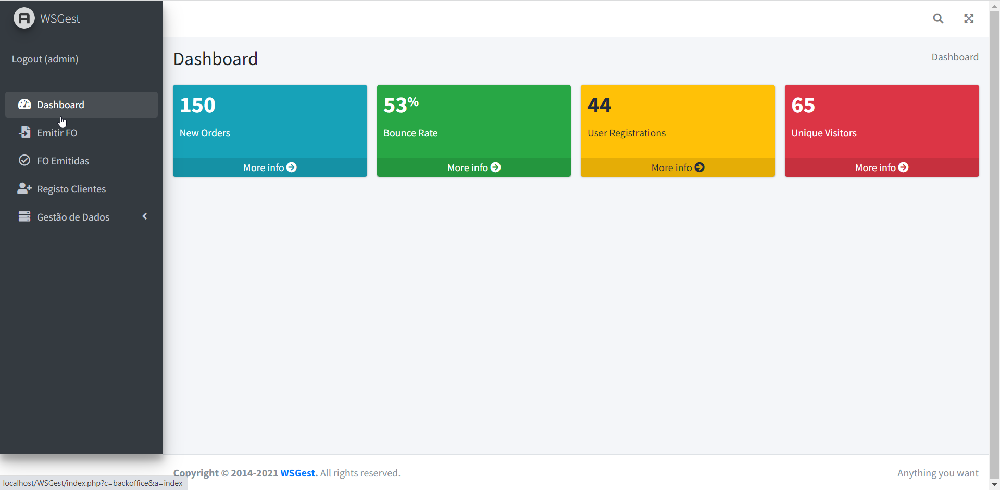 WSGest
Logout (admin)
Dashboard
Emitir FO
FO Emitidas
Registo Clientes
Gestão de Dados
Dashboard
Dashboard
150
New Orders
More info
53%
Bounce Rate
More info
44
User Registrations
More info
65
Unique Visitors
More info
Copyright © 2014-2021 WSGest. All rights reserved.
Anything you want
localhost/WSGest/index.php?c=backoffice&a=index